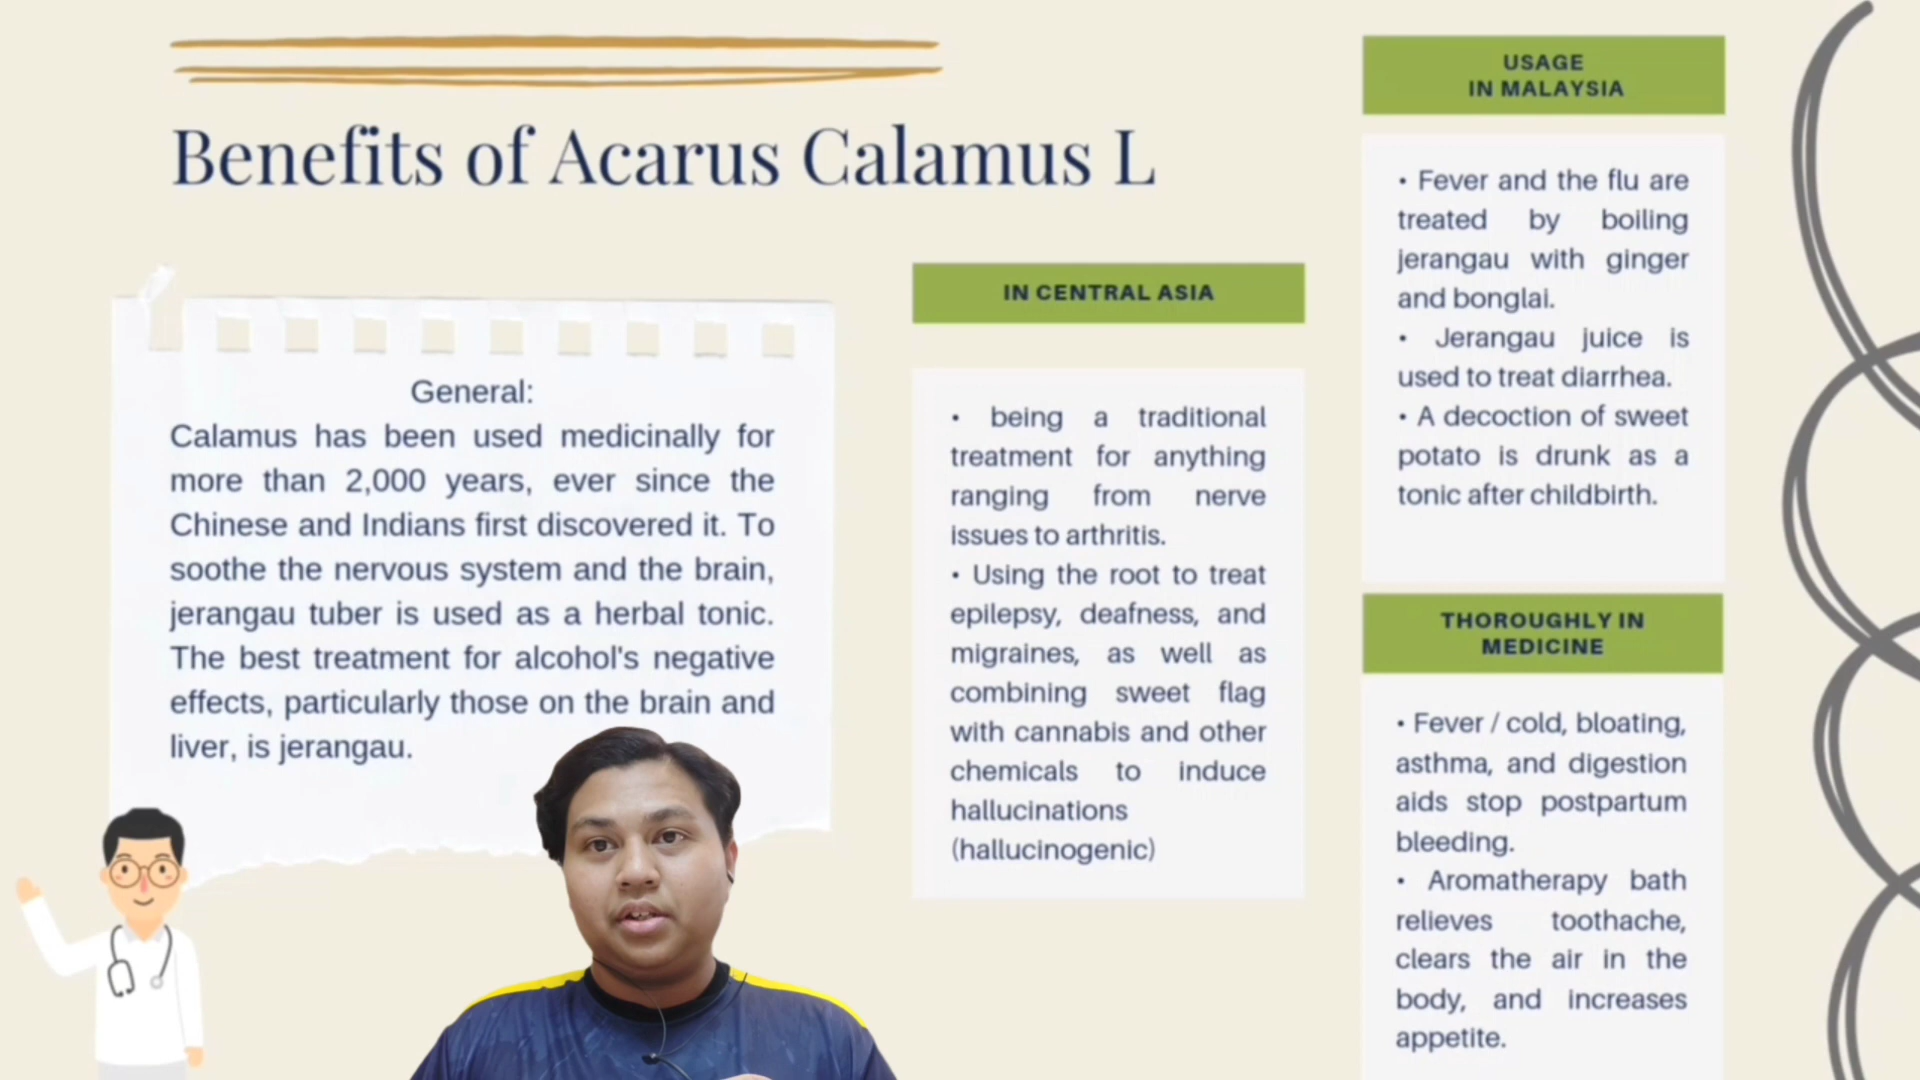 Benefits of Acarus Calamus L
General:
Calamus has been used medicinally for
more than 2,000 years, ever since the
Chinese and Indians first discovered it. To
soothe the nervous system and the brain,
jerangau tuber is used as a herbal tonic.
The best treatment for alcohol's negative
effects, particularly those on the brain and
liver, is jerangau.
IN CENTRAL ASIA
• being a traditional
treatment for anything
ranging from nerve
issues to arthritis.
• Using the root to treat
epilepsy, deafness, and
migraines, as well as
combining sweet flag
with cannabis and other
chemicals to induce
hallucinations
(hallucinogenic)
USAGE
IN MALAYSIA
• Fever and the flu are
treated by boiling
jerangau with ginger
and bonglai.
• Jerangau juice is
used to treat diarrhea.
• A decoction of sweet
potato is drunk as a
tonic after childbirth.
THOROUGHLY IN
MEDICINE
• Fever / cold, bloating,
asthma, and digestion
aids stop postpartum
bleeding.
• Aromatherapy bath
relieves toothache,
clears the air in the
body, and increases
appetite.